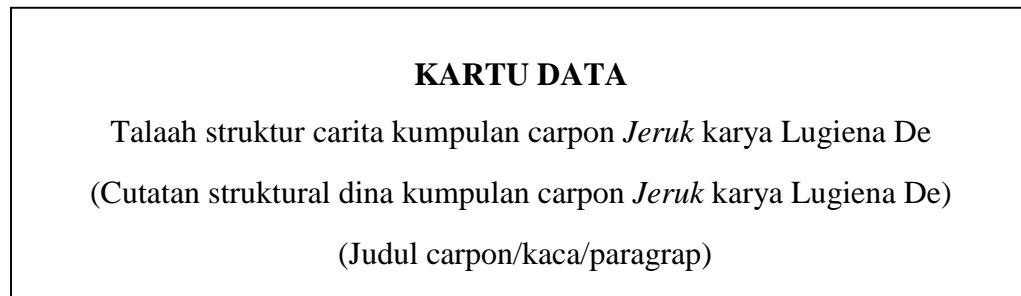 KARTU DATA
Talaah struktur carita kumpulan carpon Jeruk karya Lugiena De
(Cutatan struktural dina kumpulan carpon Jeruk karya Lugiena De)
(Judul carpon/kaca/paragrap)